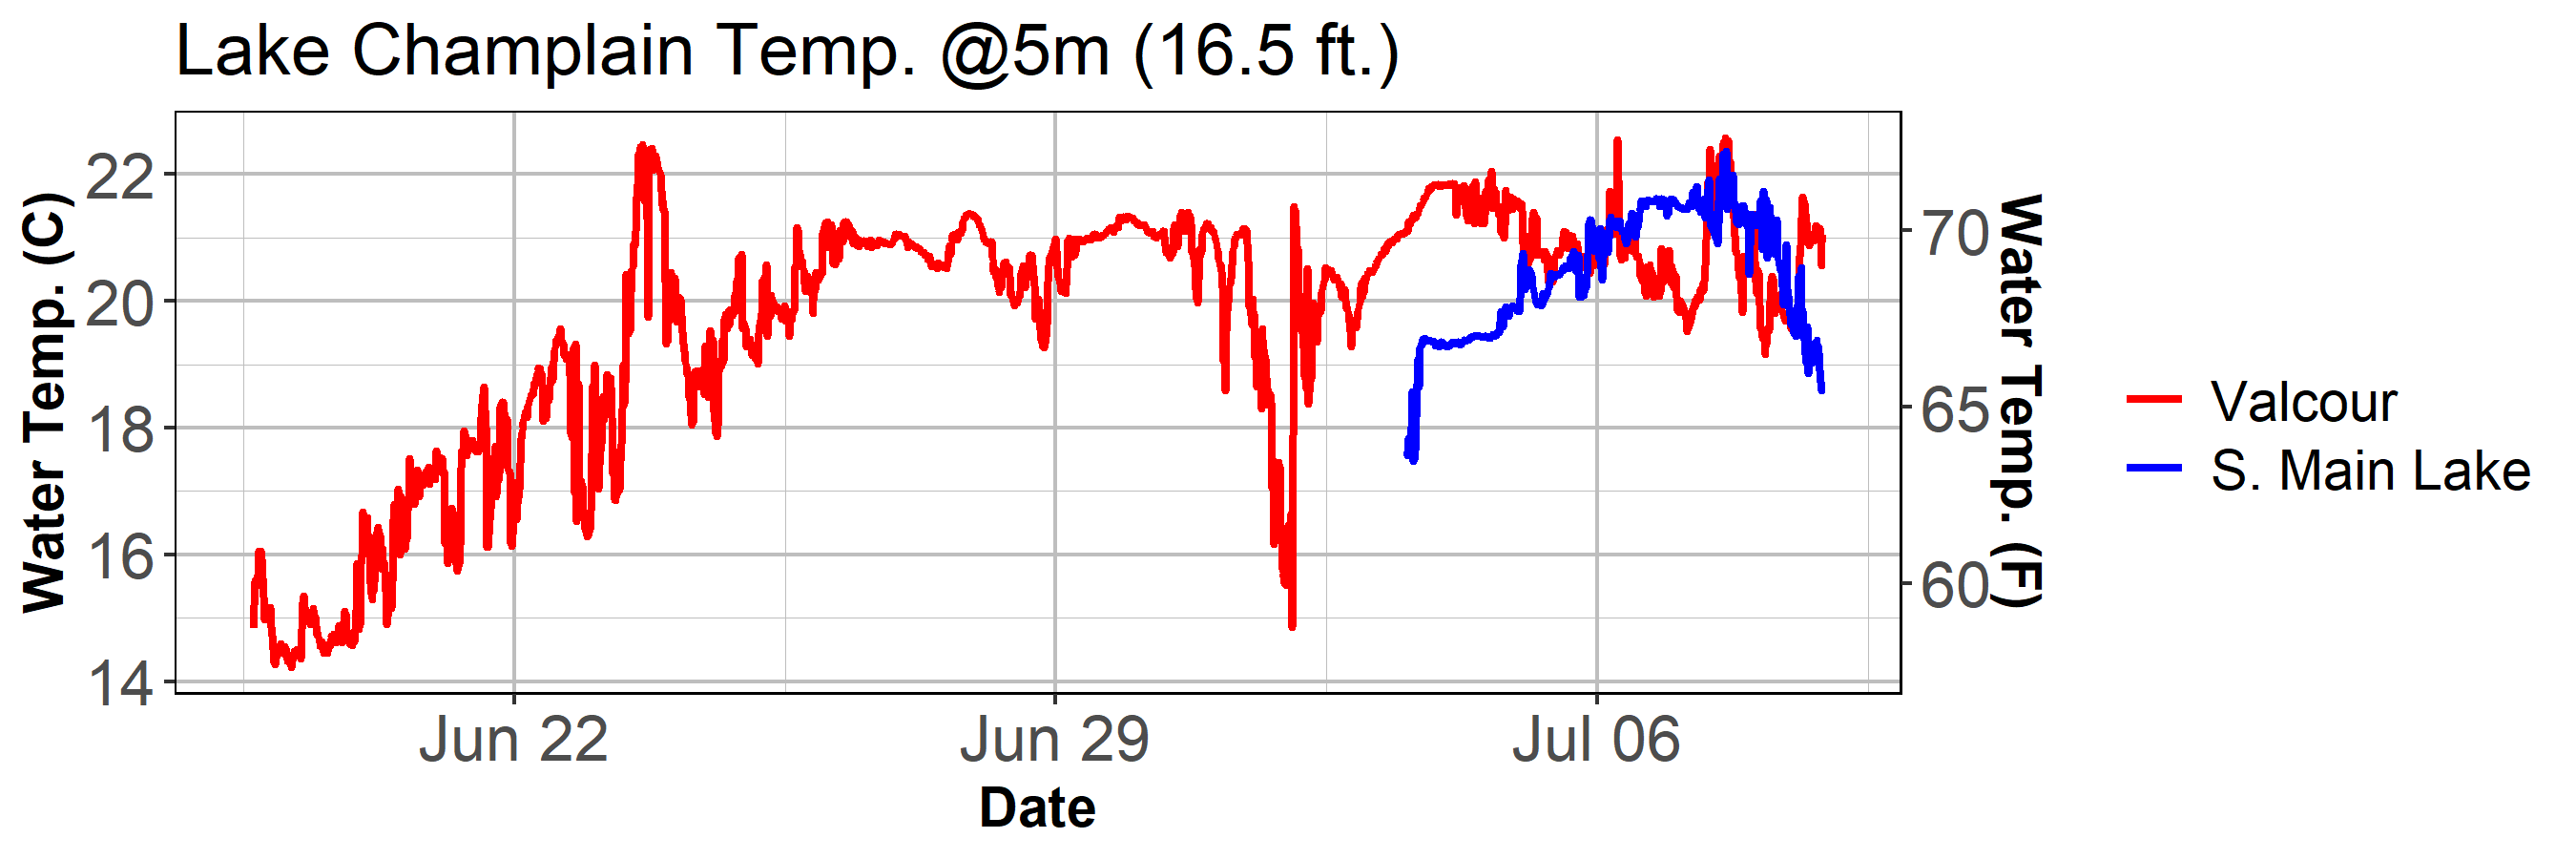 Lake Champlain Temp. @5m (16.5 ft.)
Water Temp. (C)
22
20
18
16
14
70
65
60
Water Temp. (F)
Jun 22
Jun 29
Jul 06
Date
Valcour
S. Main Lake